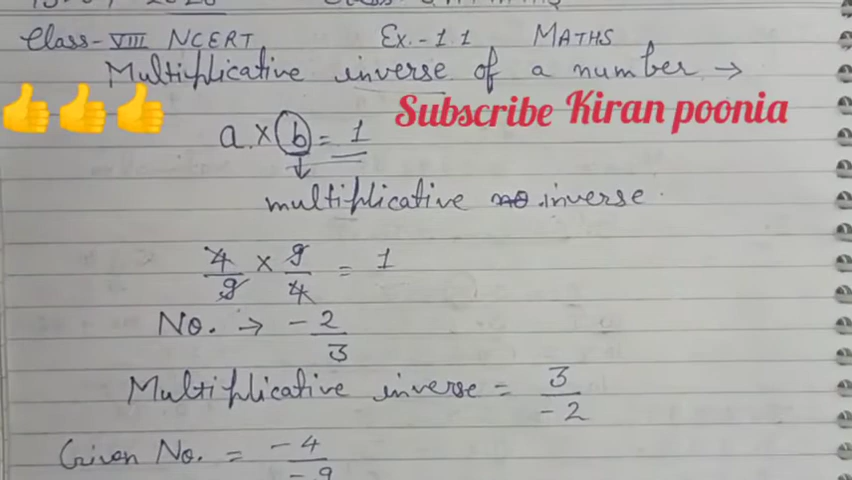 Class-VIII NCERT Ex.-1.1 MATHS
Multiplicative inverse of a number →
Subscribe Kiran poonia
a × b = 1
multiplicative inverse.
4/9 × 9/4 = 1
No. → -2/3
Multiplicative inverse = 3/-2
Given No. = -4/-9